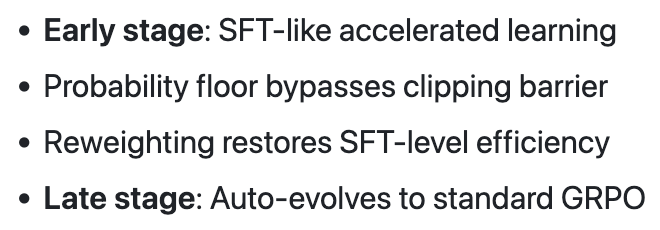 • Early stage: SFT-like accelerated learning
• Probability floor bypasses clipping barrier
• Reweighting restores SFT-level efficiency
• Late stage: Auto-evolves to standard GRPO